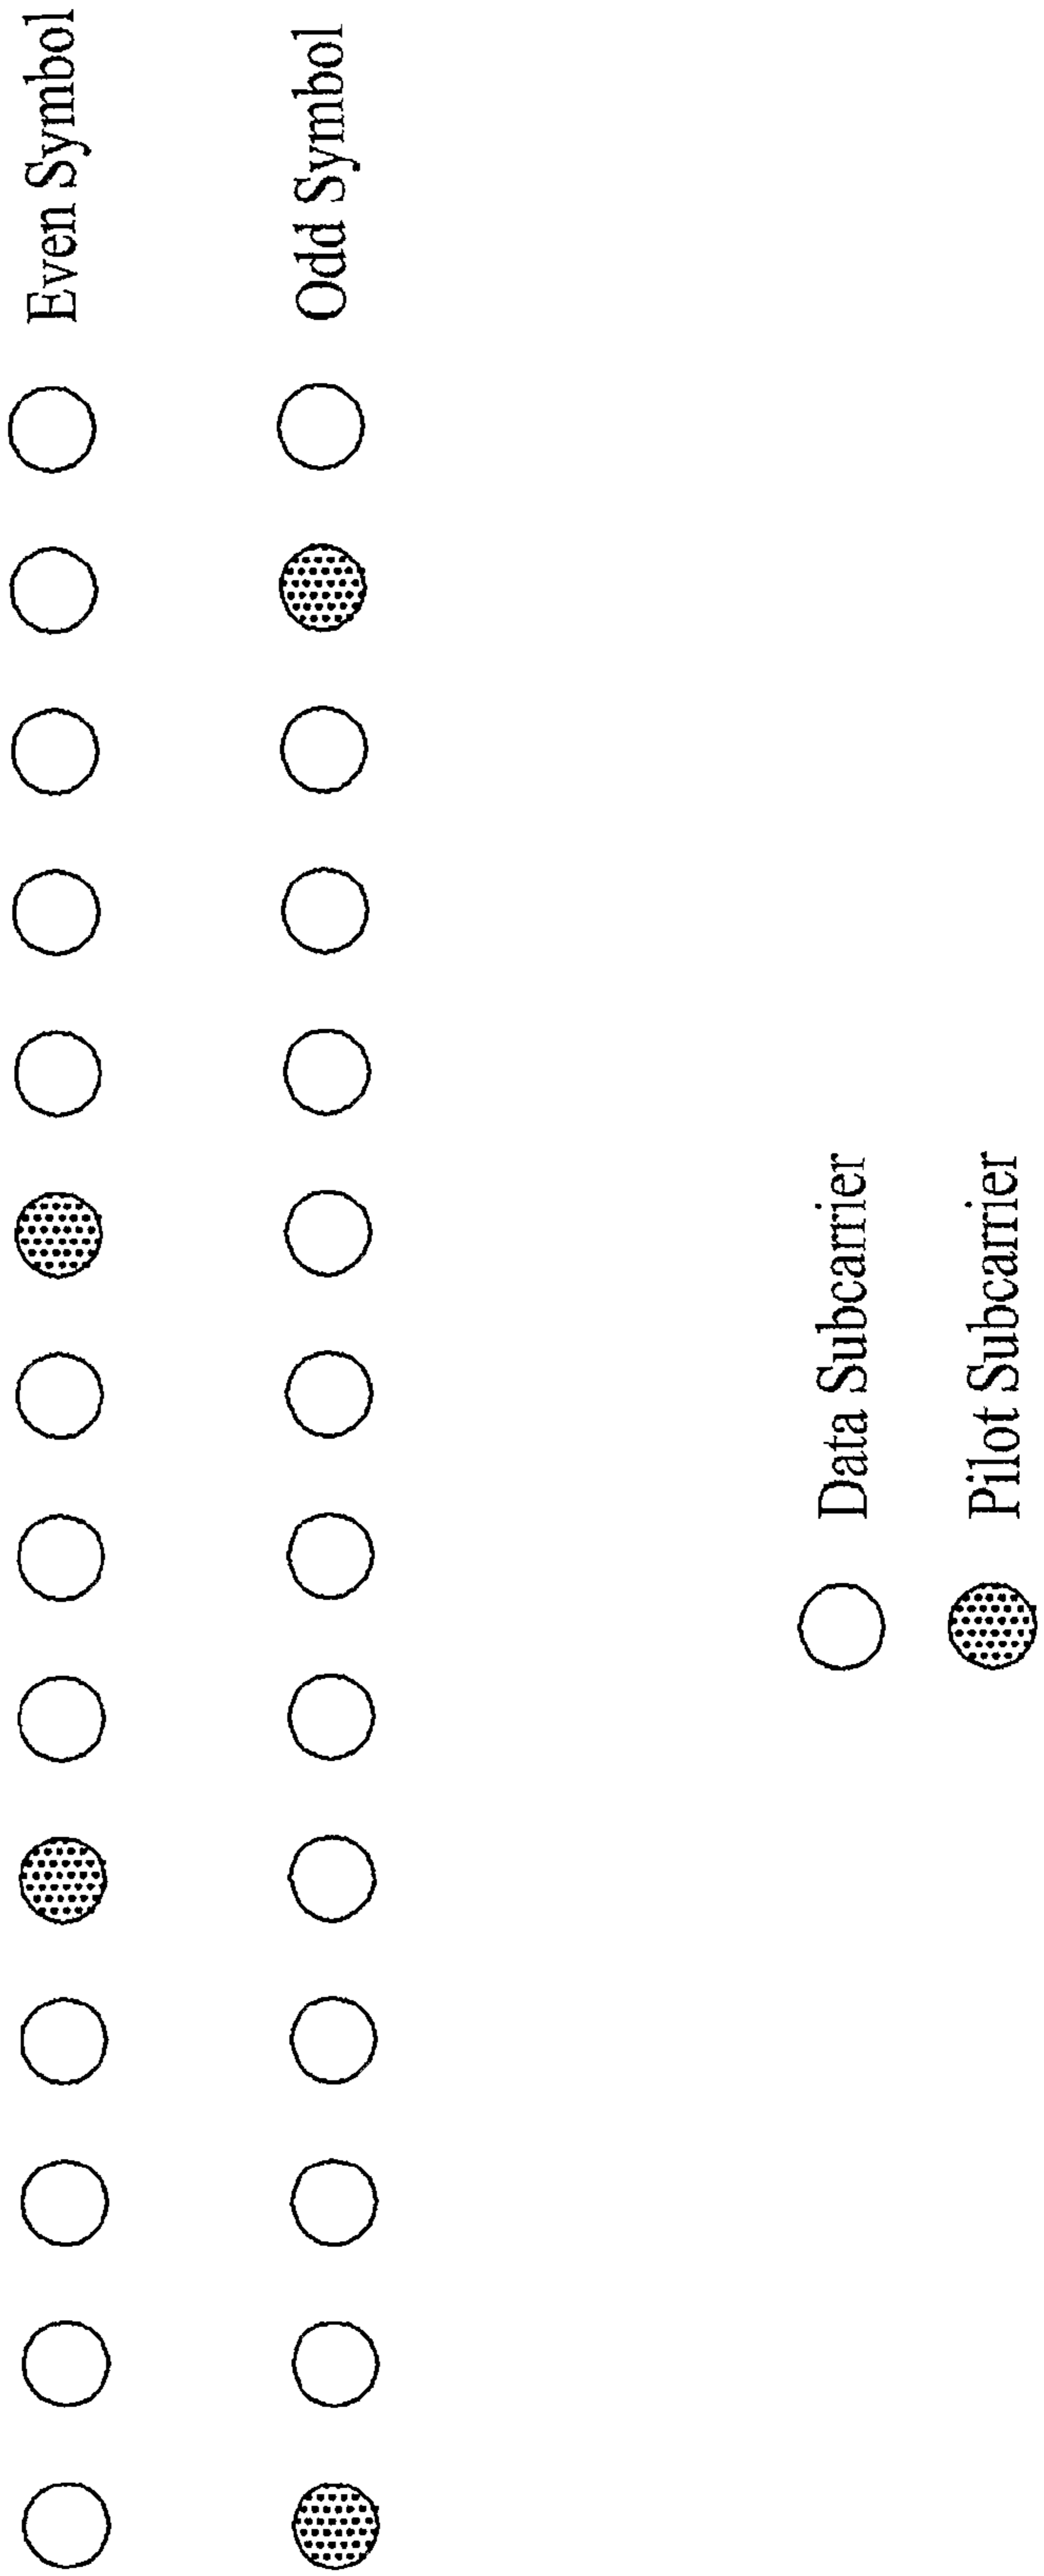 Even Symbol
Odd Symbol
Data Subcarrier
Pilot Subcarrier